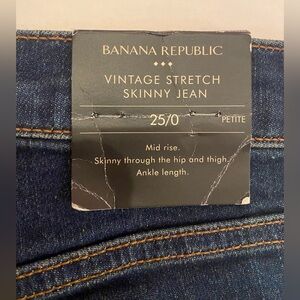 BANANA REPUBLIC
VINTAGE STRETCH
SKINNY JEAN
25/0 PETITE
Mid rise.
Skinny through the hip and thigh.
Ankle length.